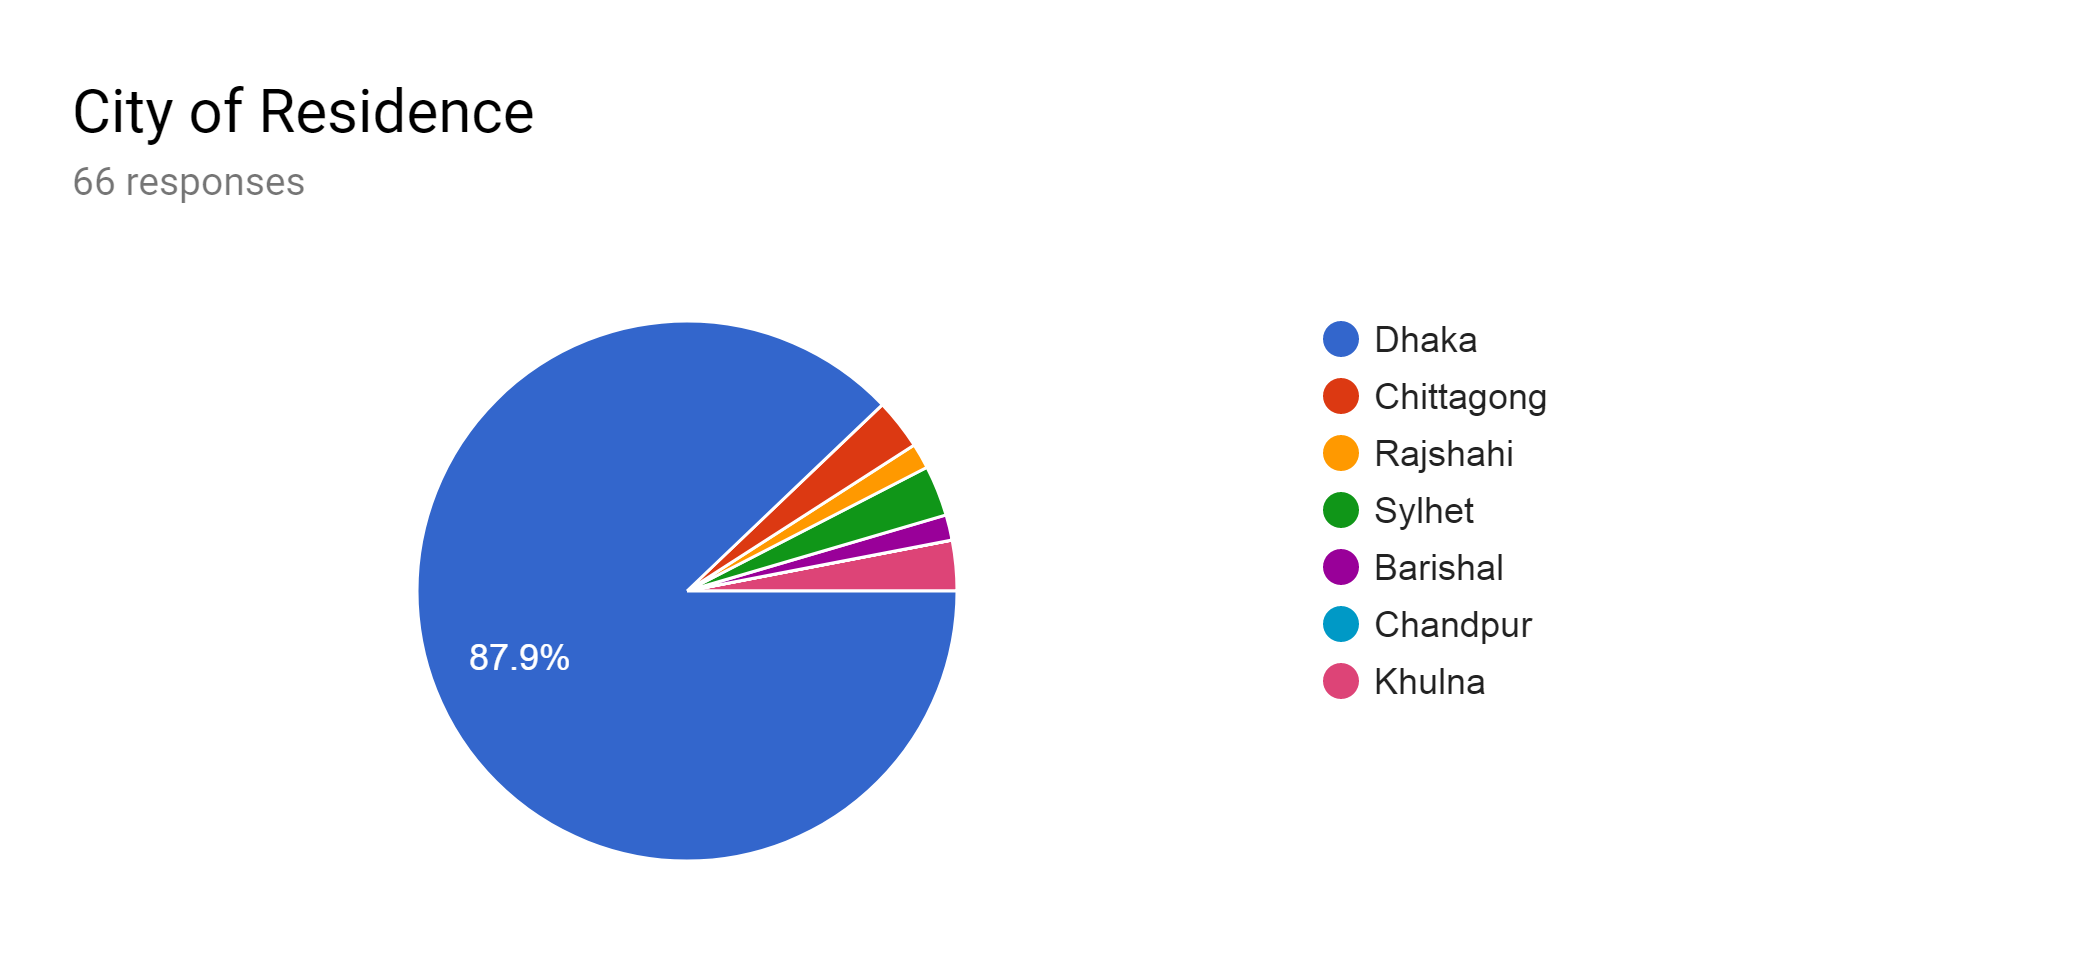 City of Residence
66 responses
87.9%
Dhaka
Chittagong
Rajshahi
Sylhet
Barishal
Chandpur
Khulna